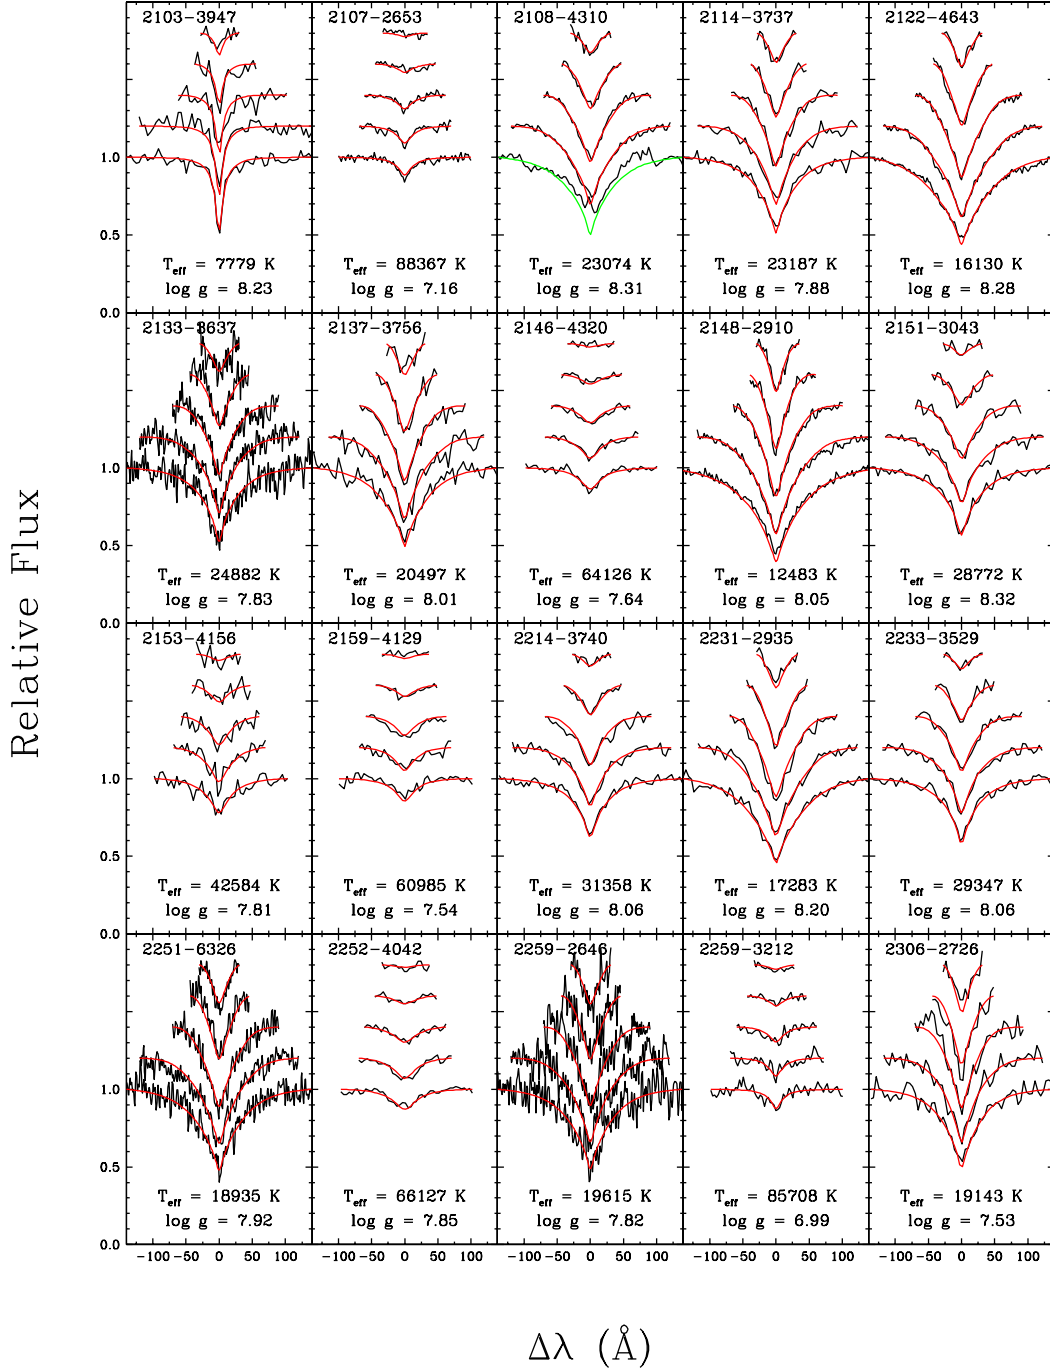 2103−3947
2107−2653
2108−4310
2114−3737
2122−4643
1.0
0.5
0.0
Teff = 7779 K
log g = 8.23
Teff = 88367 K
log g = 7.16
Teff = 23074 K
log g = 8.31
Teff = 23187 K
log g = 7.88
Teff = 16130 K
log g = 8.28
2133−3637
2137−3756
2146−4320
2148−2910
2151−3043
1.0
0.5
0.0
Teff = 24882 K
log g = 7.83
Teff = 20497 K
log g = 8.01
Teff = 64126 K
log g = 7.64
Teff = 12483 K
log g = 8.05
Teff = 28772 K
log g = 8.32
2153−4156
2159−4129
2214−3740
2231−2935
2233−3529
1.0
0.5
0.0
Teff = 42584 K
log g = 7.81
Teff = 60985 K
log g = 7.54
Teff = 31358 K
log g = 8.06
Teff = 17283 K
log g = 8.20
Teff = 29347 K
log g = 8.06
2251−6326
2252−4042
2259−2646
2259−3212
2306−2726
1.0
0.5
0.0
Teff = 18935 K
log g = 7.92
Teff = 66127 K
log g = 7.85
Teff = 19615 K
log g = 7.82
Teff = 85708 K
log g = 6.99
Teff = 19143 K
log g = 7.53
−100 −50 0 50 100
−100 −50 0 50 100
−100 −50 0 50 100
−100 −50 0 50 100
−100 −50 0 50 100
Relative Flux
Δλ (Å)